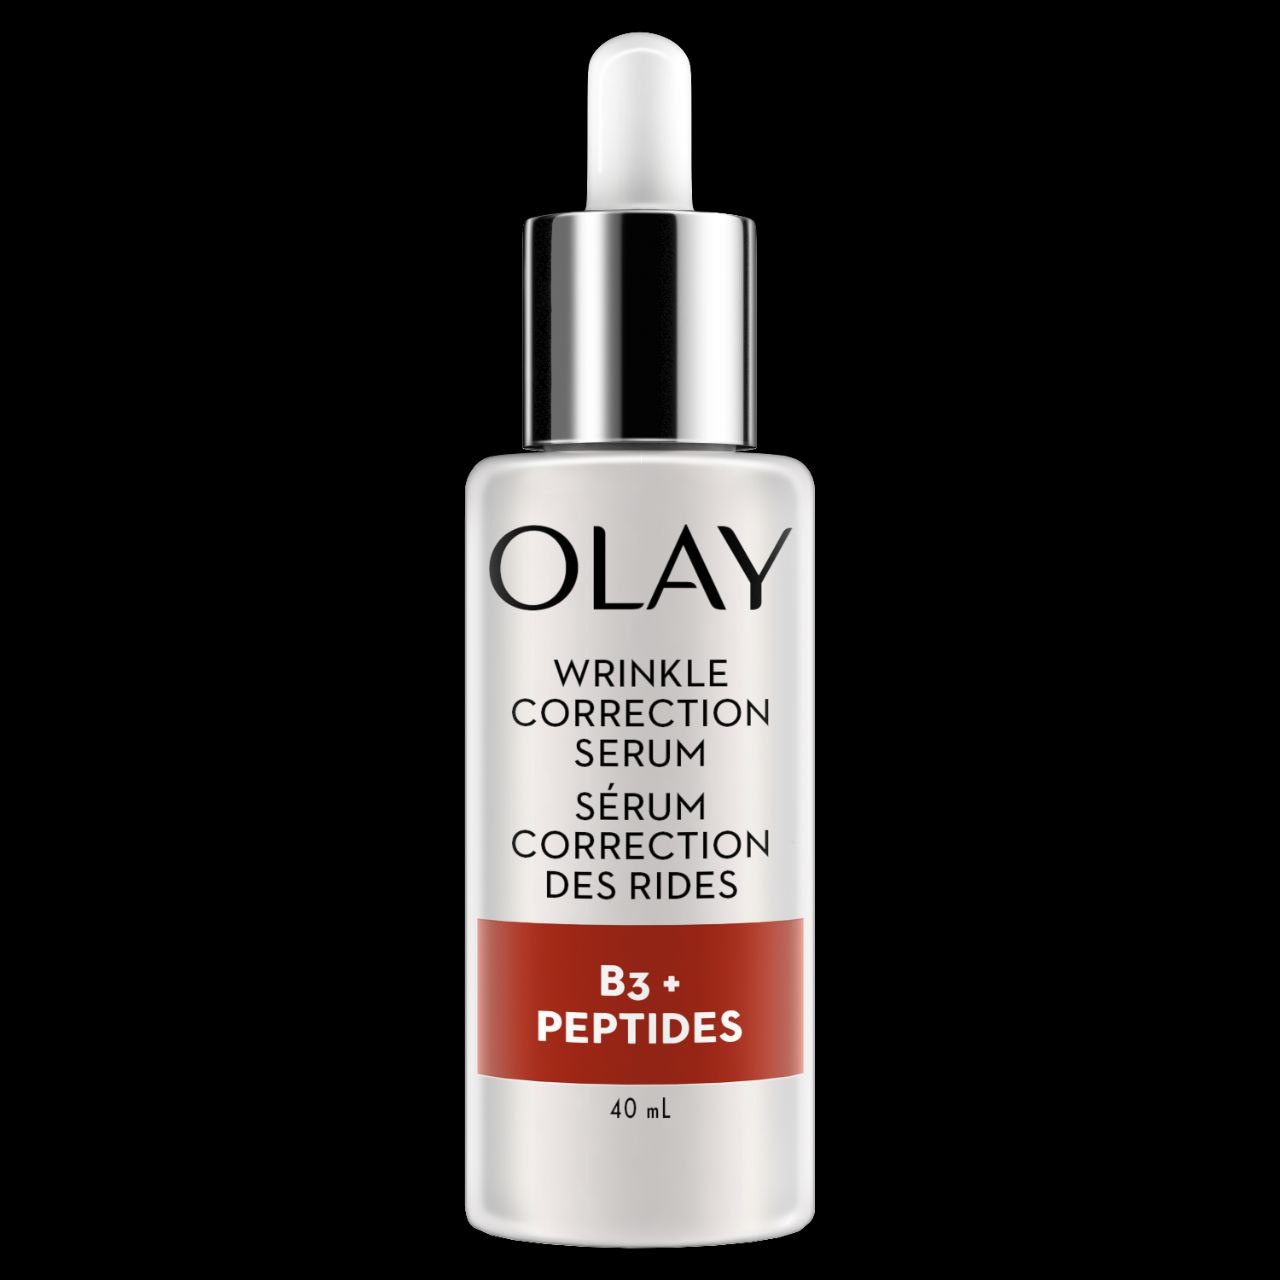 OLAY
WRINKLE
CORRECTION
SERUM
SÉRUM
CORRECTION
DES RIDES
B3 +
PEPTIDES
40 mL